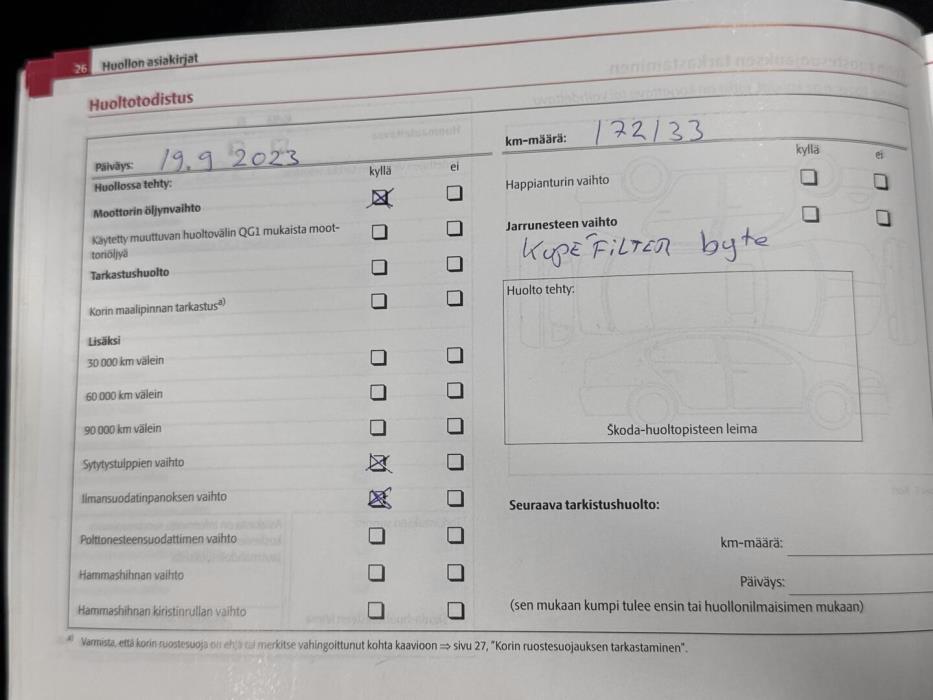 26 Huollon asiakirjat
Huoltotodistus
Päiväys: 19.9 2023
Huollossa tehty: kyllä ei
Moottorin öljynvaihto
Käytetty muuttuvan huoltovälin QG1 mukaista moot-
toriöljyä
Tarkastushuolto
Korin maalipinnan tarkastus a)
Lisäksi
30 000 km välein
60 000 km välein
90 000 km välein
Sytytystulppien vaihto
Ilmansuodatinpanoksen vaihto
Polttonesteensuodattimen vaihto
Hammashihnan vaihto
Hammashihnan kiristinrullan vaihto
km-määrä: 172133
kyllä ei
Happianturin vaihto
Jarrunesteen vaihto
KUPE FILTER byte
Huolto tehty:
Škoda-huoltopisteen leima
Seuraava tarkistushuolto:
km-määrä:
Päiväys:
(sen mukaan kumpi tulee ensin tai huollonilmaisimen mukaan)
a) Varmista, että korin ruostesuoja on ehjä tai merkitse vahingoittunut kohta kaavioon ⇒ sivu 27, "Korin ruostesuojauksen tarkastaminen".